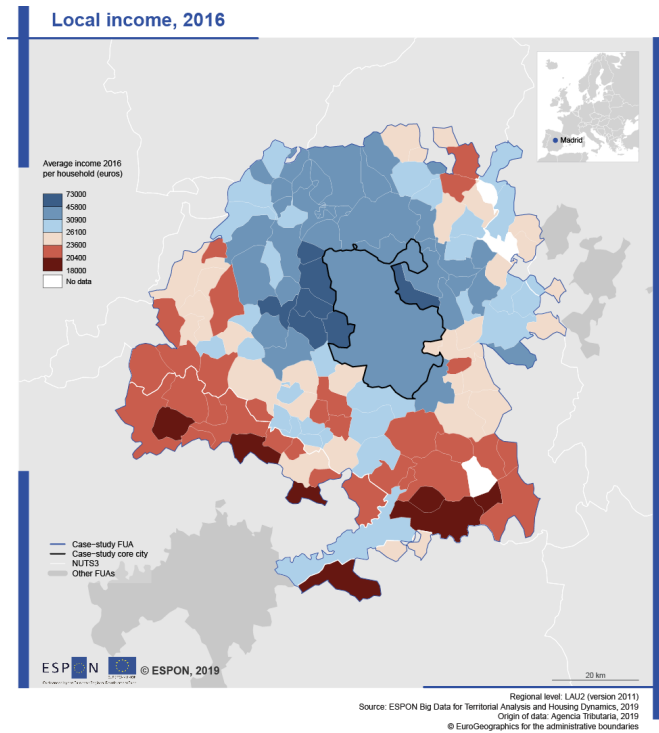 Local income, 2016
Madrid
Average income 2016
per household (euros)
73000
45800
30900
26100
23600
20400
18000
No data
Case-study FUA
Case-study core city
NUTS3
Other FUAs
ESPON
© ESPON, 2019
20 km
Regional level: LAU2 (version 2011)
Source: ESPON Big Data for Territorial Analysis and Housing Dynamics, 2019
Origin of data: Agencia Tributaria, 2019
© EuroGeographics for the administrative boundaries